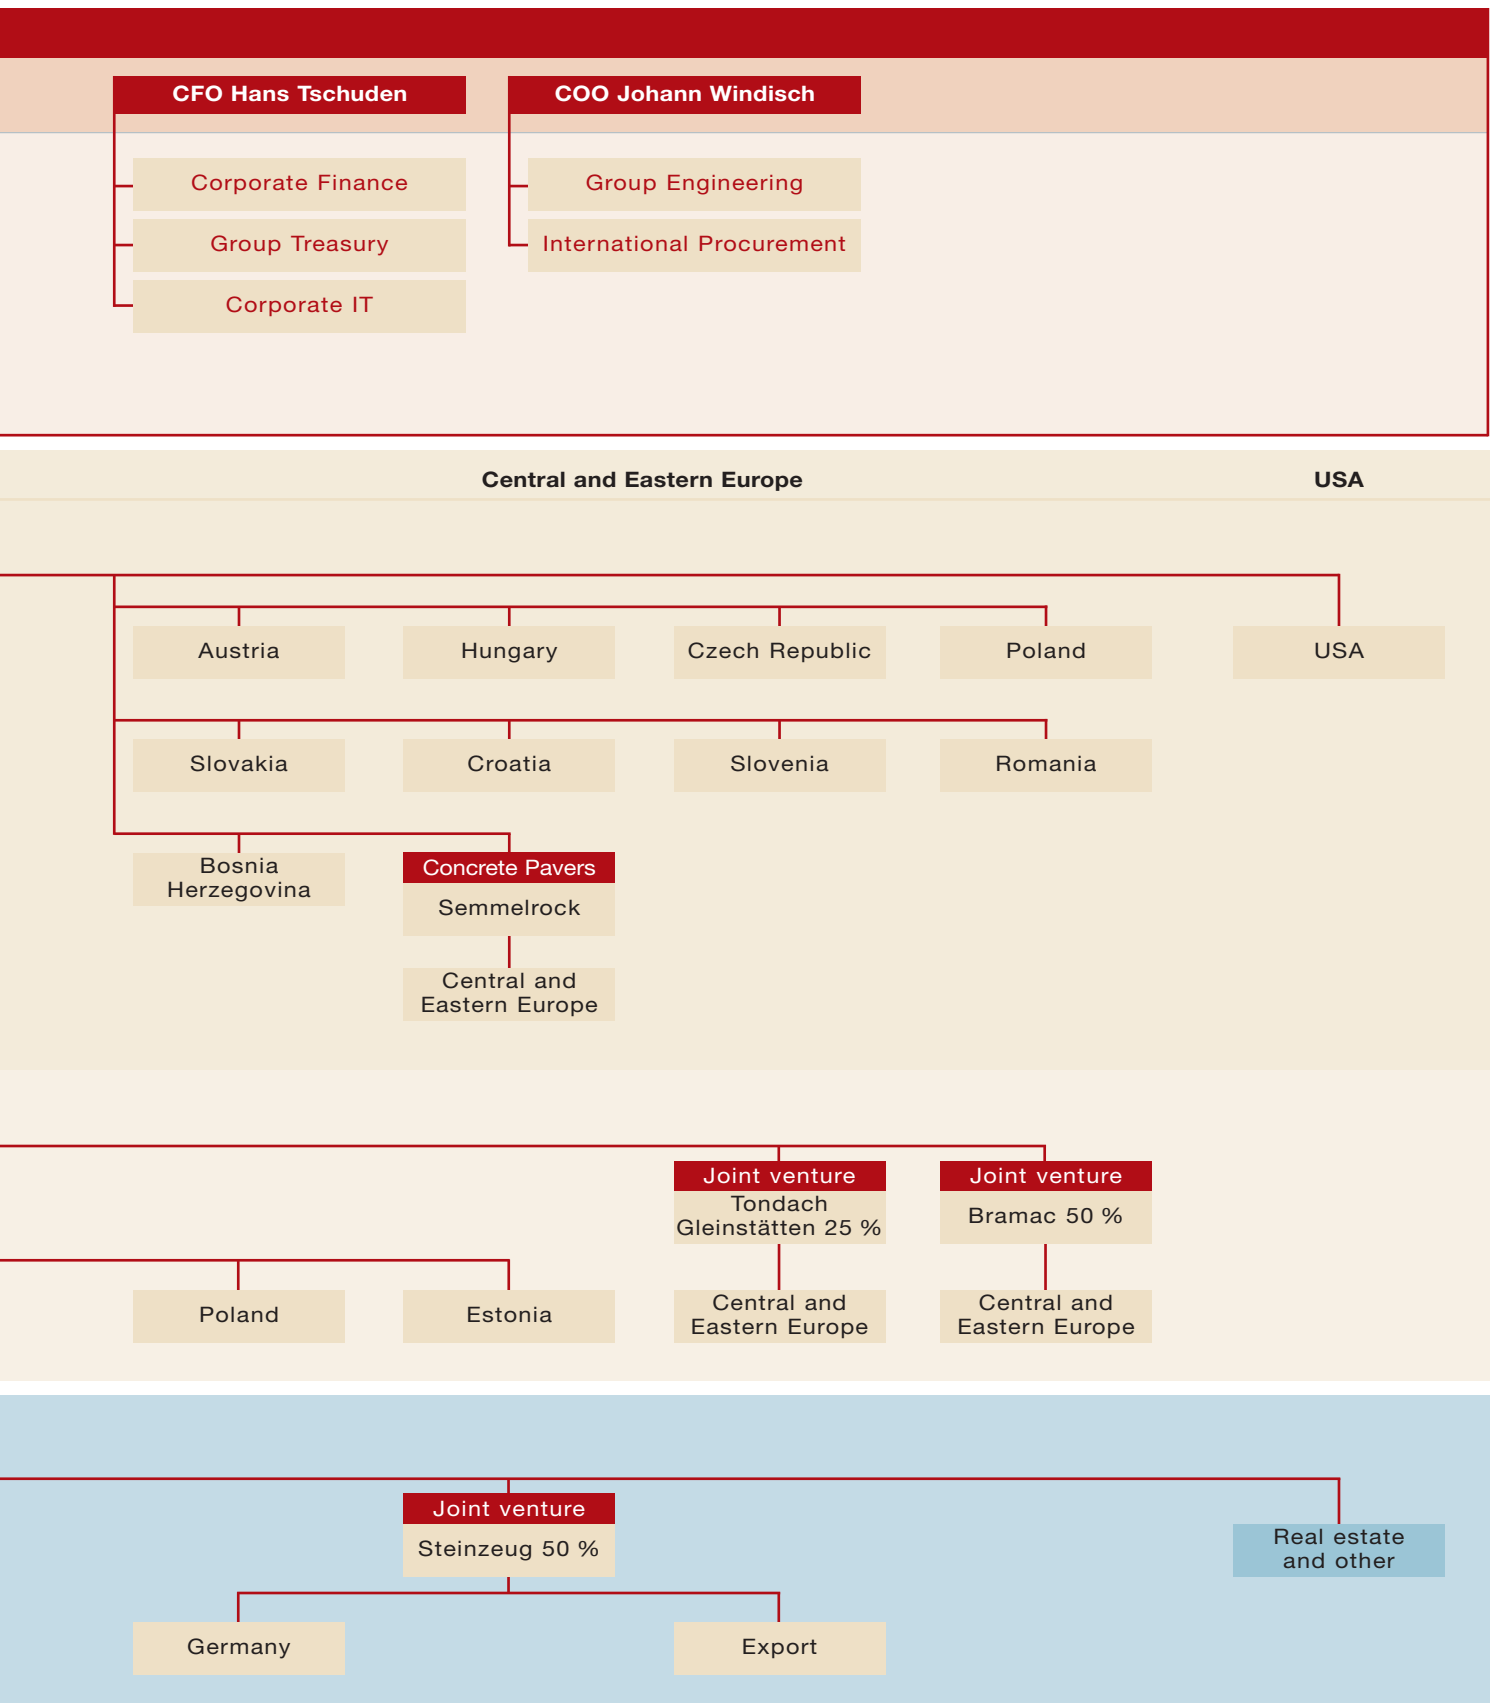 CFO Hans Tschuden
COO Johann Windisch
Corporate Finance
Group Engineering
Group Treasury
International Procurement
Corporate IT
Central and Eastern Europe
USA
Austria
Hungary
Czech Republic
Poland
USA
Slovakia
Croatia
Slovenia
Romania
Bosnia
Herzegovina
Concrete Pavers
Semmelrock
Central and
Eastern Europe
Joint venture
Tondach
Gleinstätten 25 %
Joint venture
Bramac 50 %
Poland
Estonia
Central and
Eastern Europe
Central and
Eastern Europe
Joint venture
Steinzeug 50 %
Real estate
and other
Germany
Export